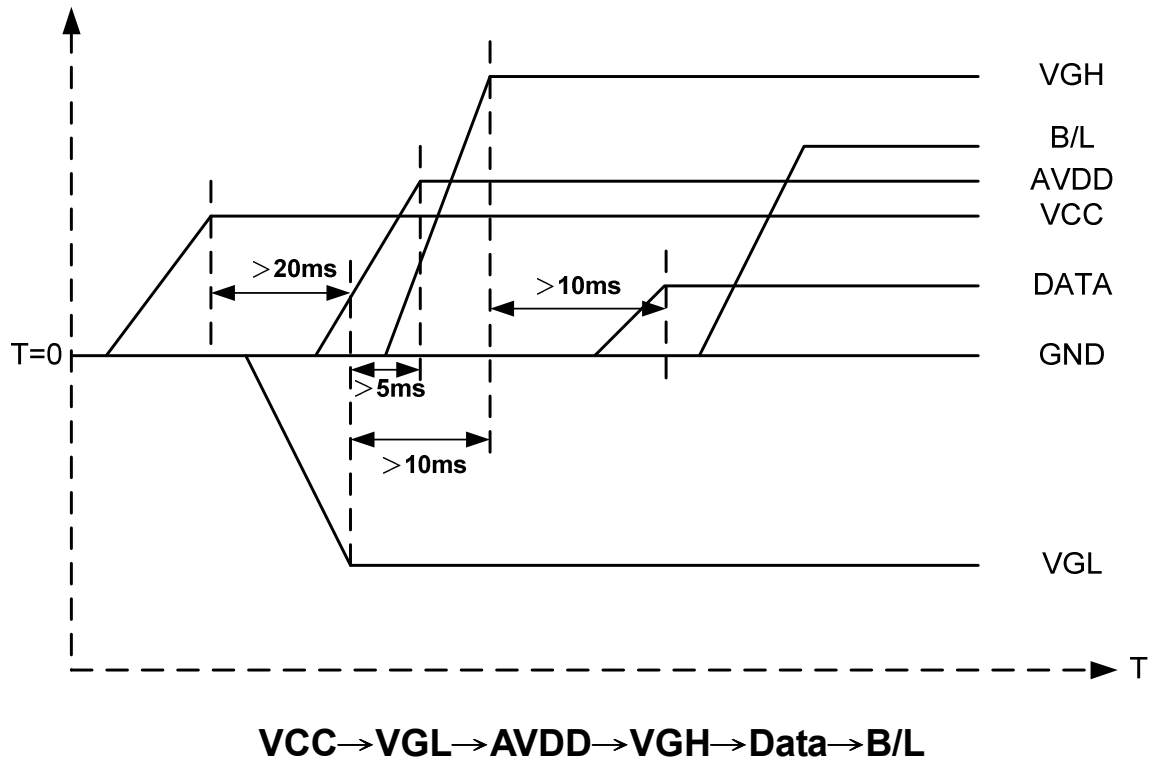 VGH
B/L
AVDD
VCC
>20ms
>10ms
DATA
T=0
GND
>5ms
>10ms
VGL
T
VCC→VGL→AVDD→VGH→Data→B/L